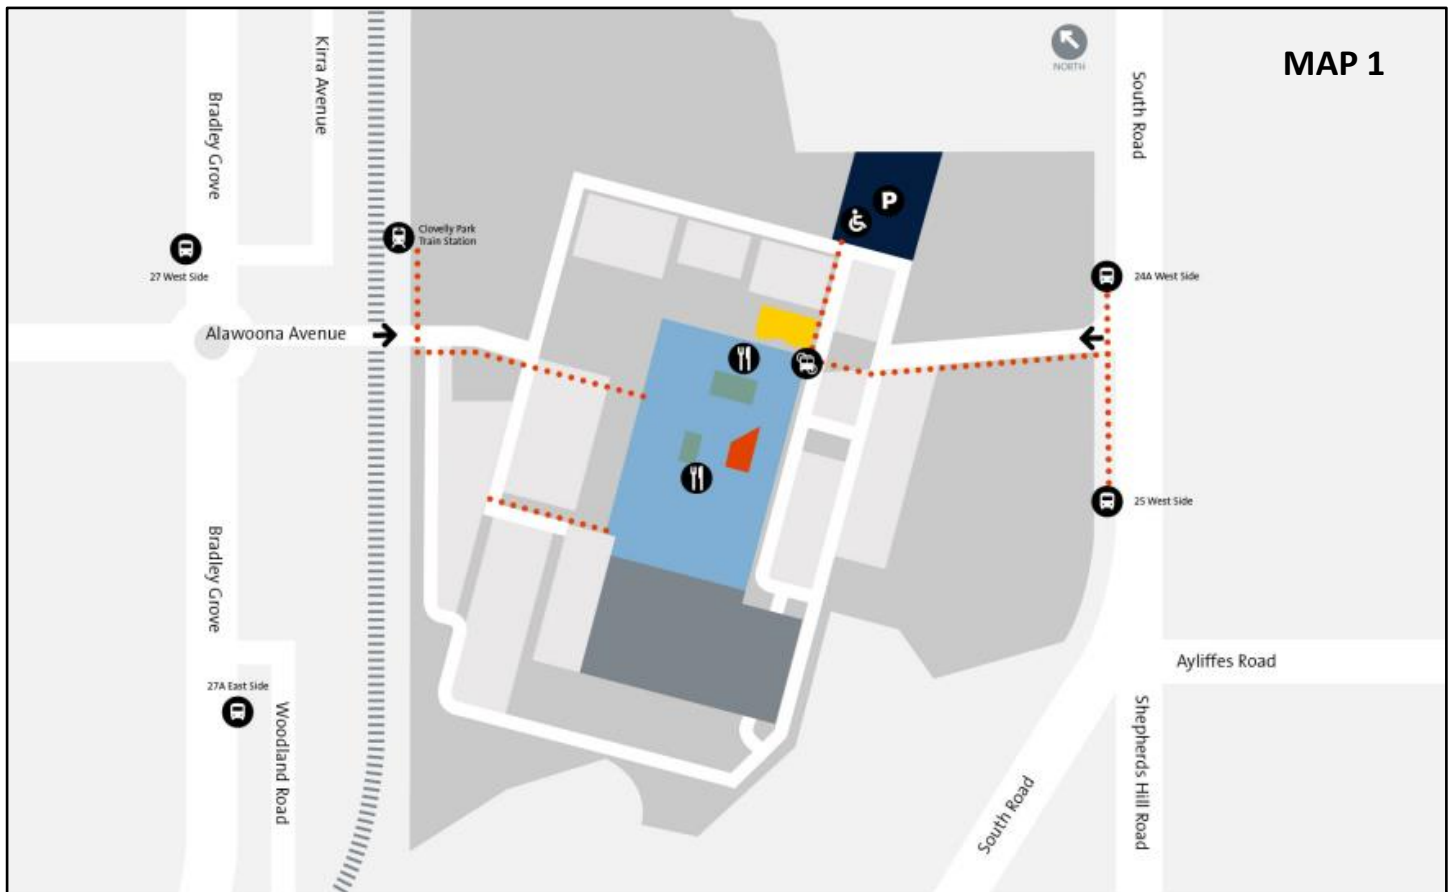 MAP 1
NORTH
Kirra Avenue
Bradley Grove
South Road
P
Clovelly Park
Train Station
27 West Side
24A West Side
Alawoona Avenue
25 West Side
Bradley Grove
Ayliffes Road
27A East Side
Woodland Road
Shepherds Hill Road
South Road